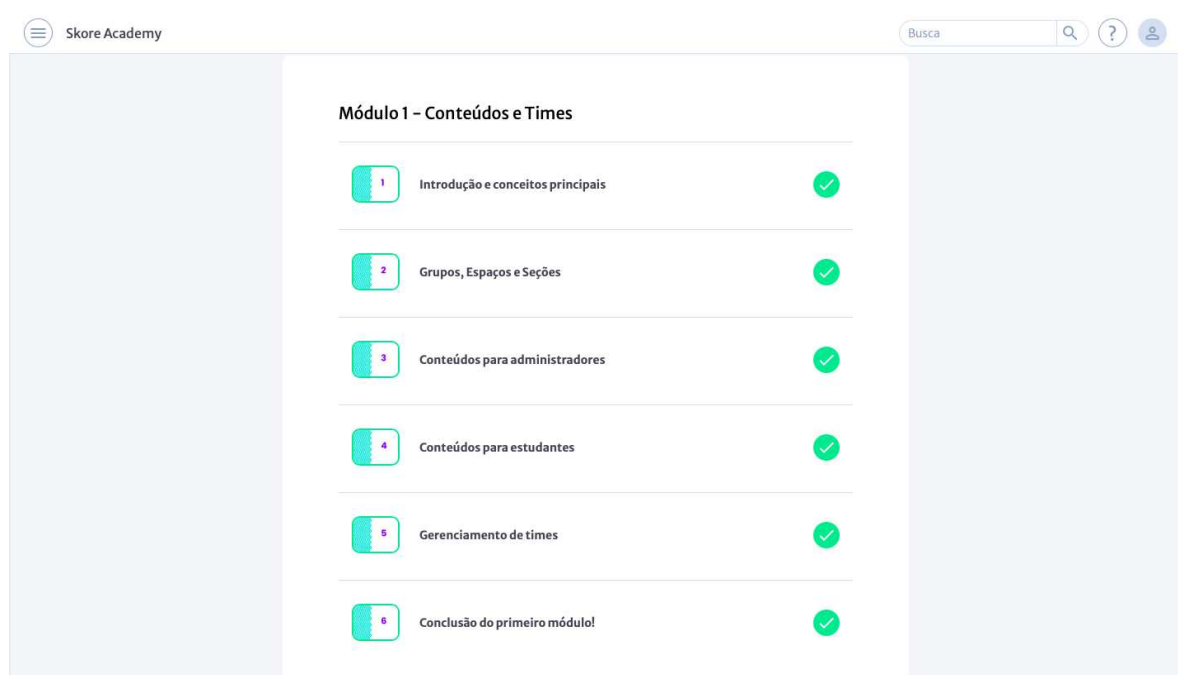 Skore Academy
Busca
?
Módulo 1 - Conteúdos e Times
1 Introdução e conceitos principais
2 Grupos, Espaços e Seções
3 Conteúdos para administradores
4 Conteúdos para estudantes
5 Gerenciamento de times
6 Conclusão do primeiro módulo!